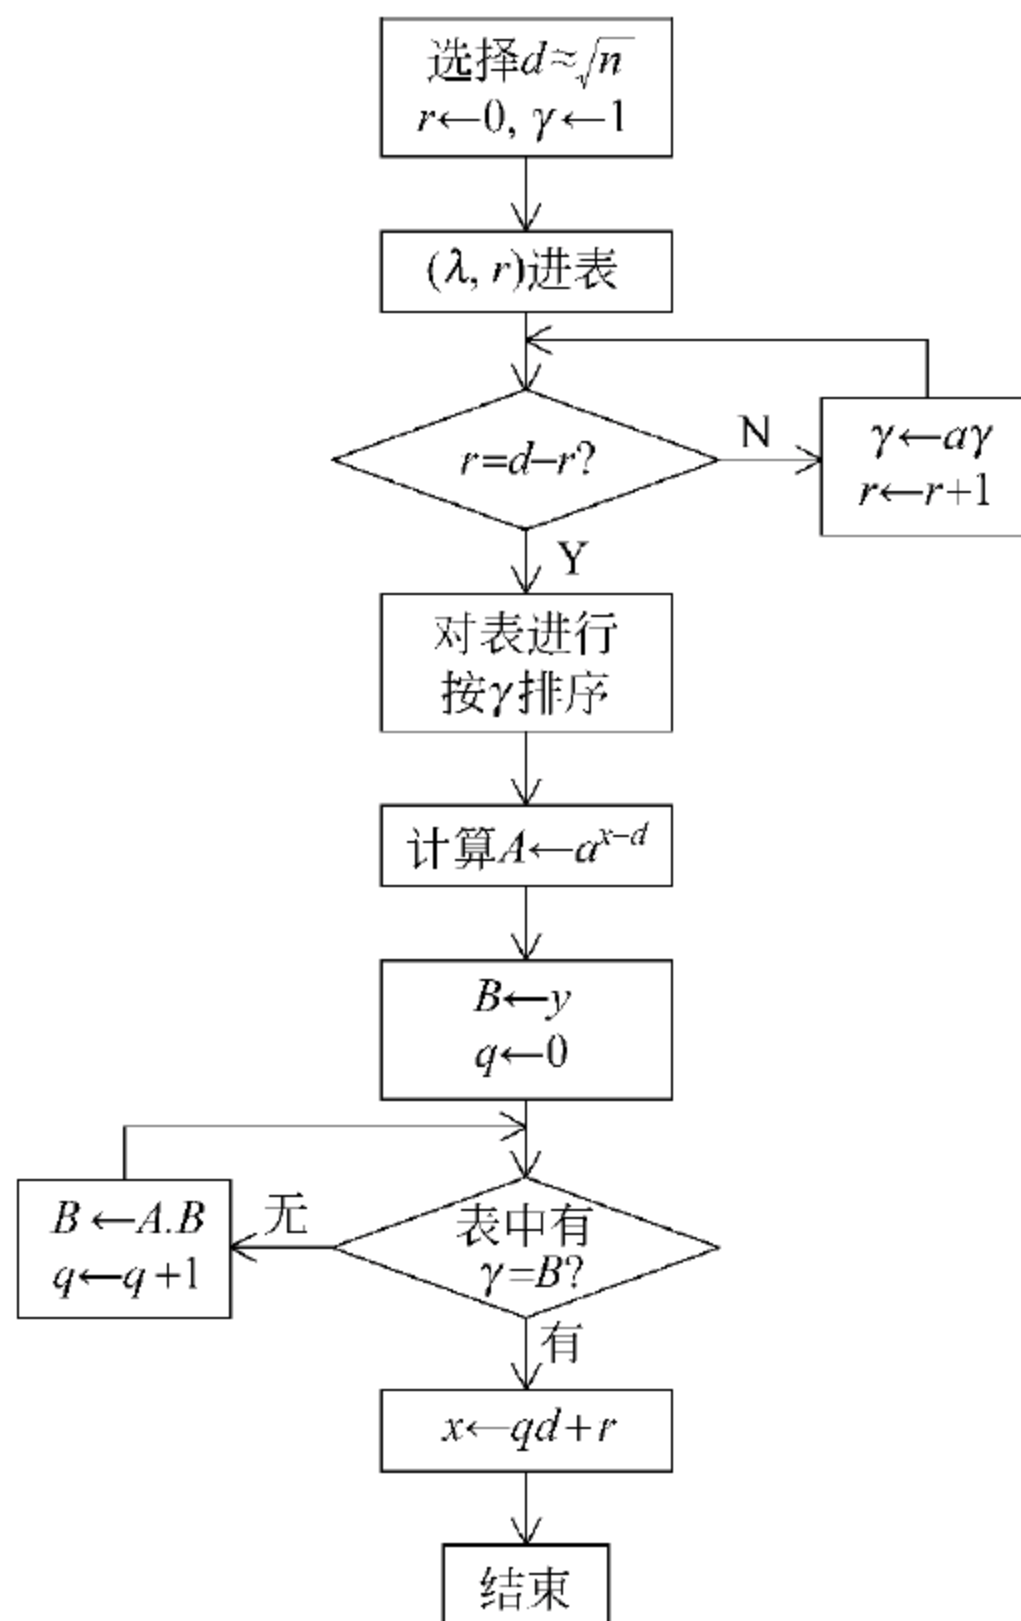 选择d≈√n
r←0, γ←1
(λ, r)进表
r=d–r?
N
γ←aγ
r←r+1
Y
对表进行
按γ排序
计算A←a^{x–d}
B←y
q←0
表中有
γ=B?
无
B←A.B
q←q+1
有
x←qd+r
结束